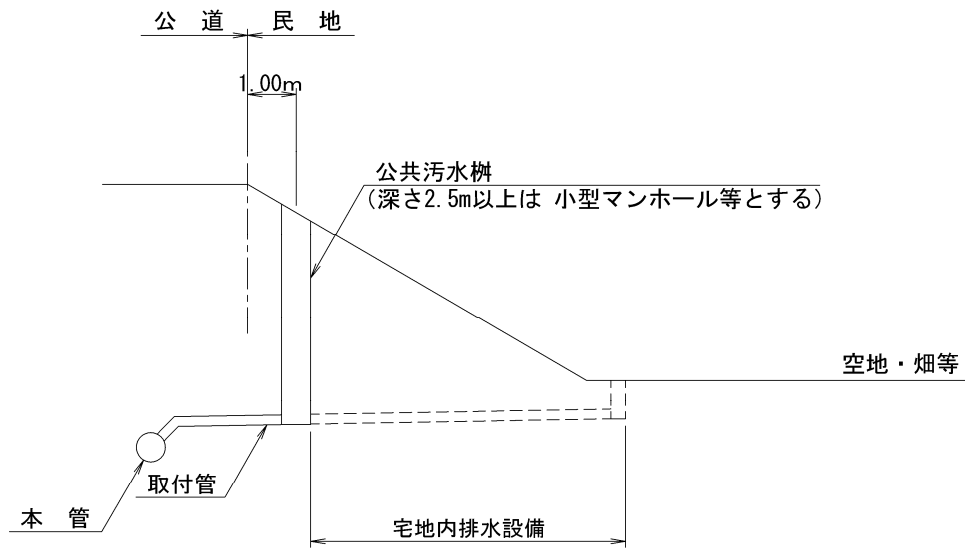 公 道
民 地
1.00m
公共汚水桝
(深さ2.5m以上は 小型マンホール等とする)
空地・畑等
取付管
本 管
宅地内排水設備